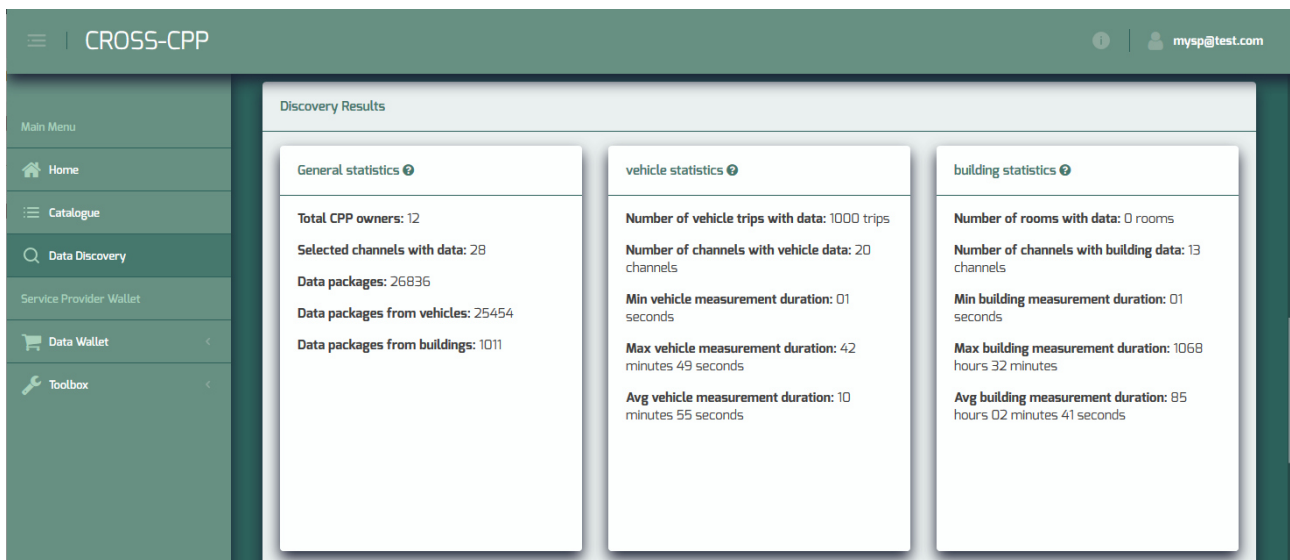 CROSS-CPP
mysp@test.com
Main Menu
Home
Catalogue
Data Discovery
Service Provider Wallet
Data Wallet
Toolbox
Discovery Results
General statistics
Total CPP owners: 12
Selected channels with data: 28
Data packages: 26836
Data packages from vehicles: 25454
Data packages from buildings: 1011
vehicle statistics
Number of vehicle trips with data: 1000 trips
Number of channels with vehicle data: 20
channels
Min vehicle measurement duration: 01
seconds
Max vehicle measurement duration: 42
minutes 49 seconds
Avg vehicle measurement duration: 10
minutes 55 seconds
building statistics
Number of rooms with data: 0 rooms
Number of channels with building data: 13
channels
Min building measurement duration: 01
seconds
Max building measurement duration: 1068
hours 32 minutes
Avg building measurement duration: 85
hours 02 minutes 41 seconds